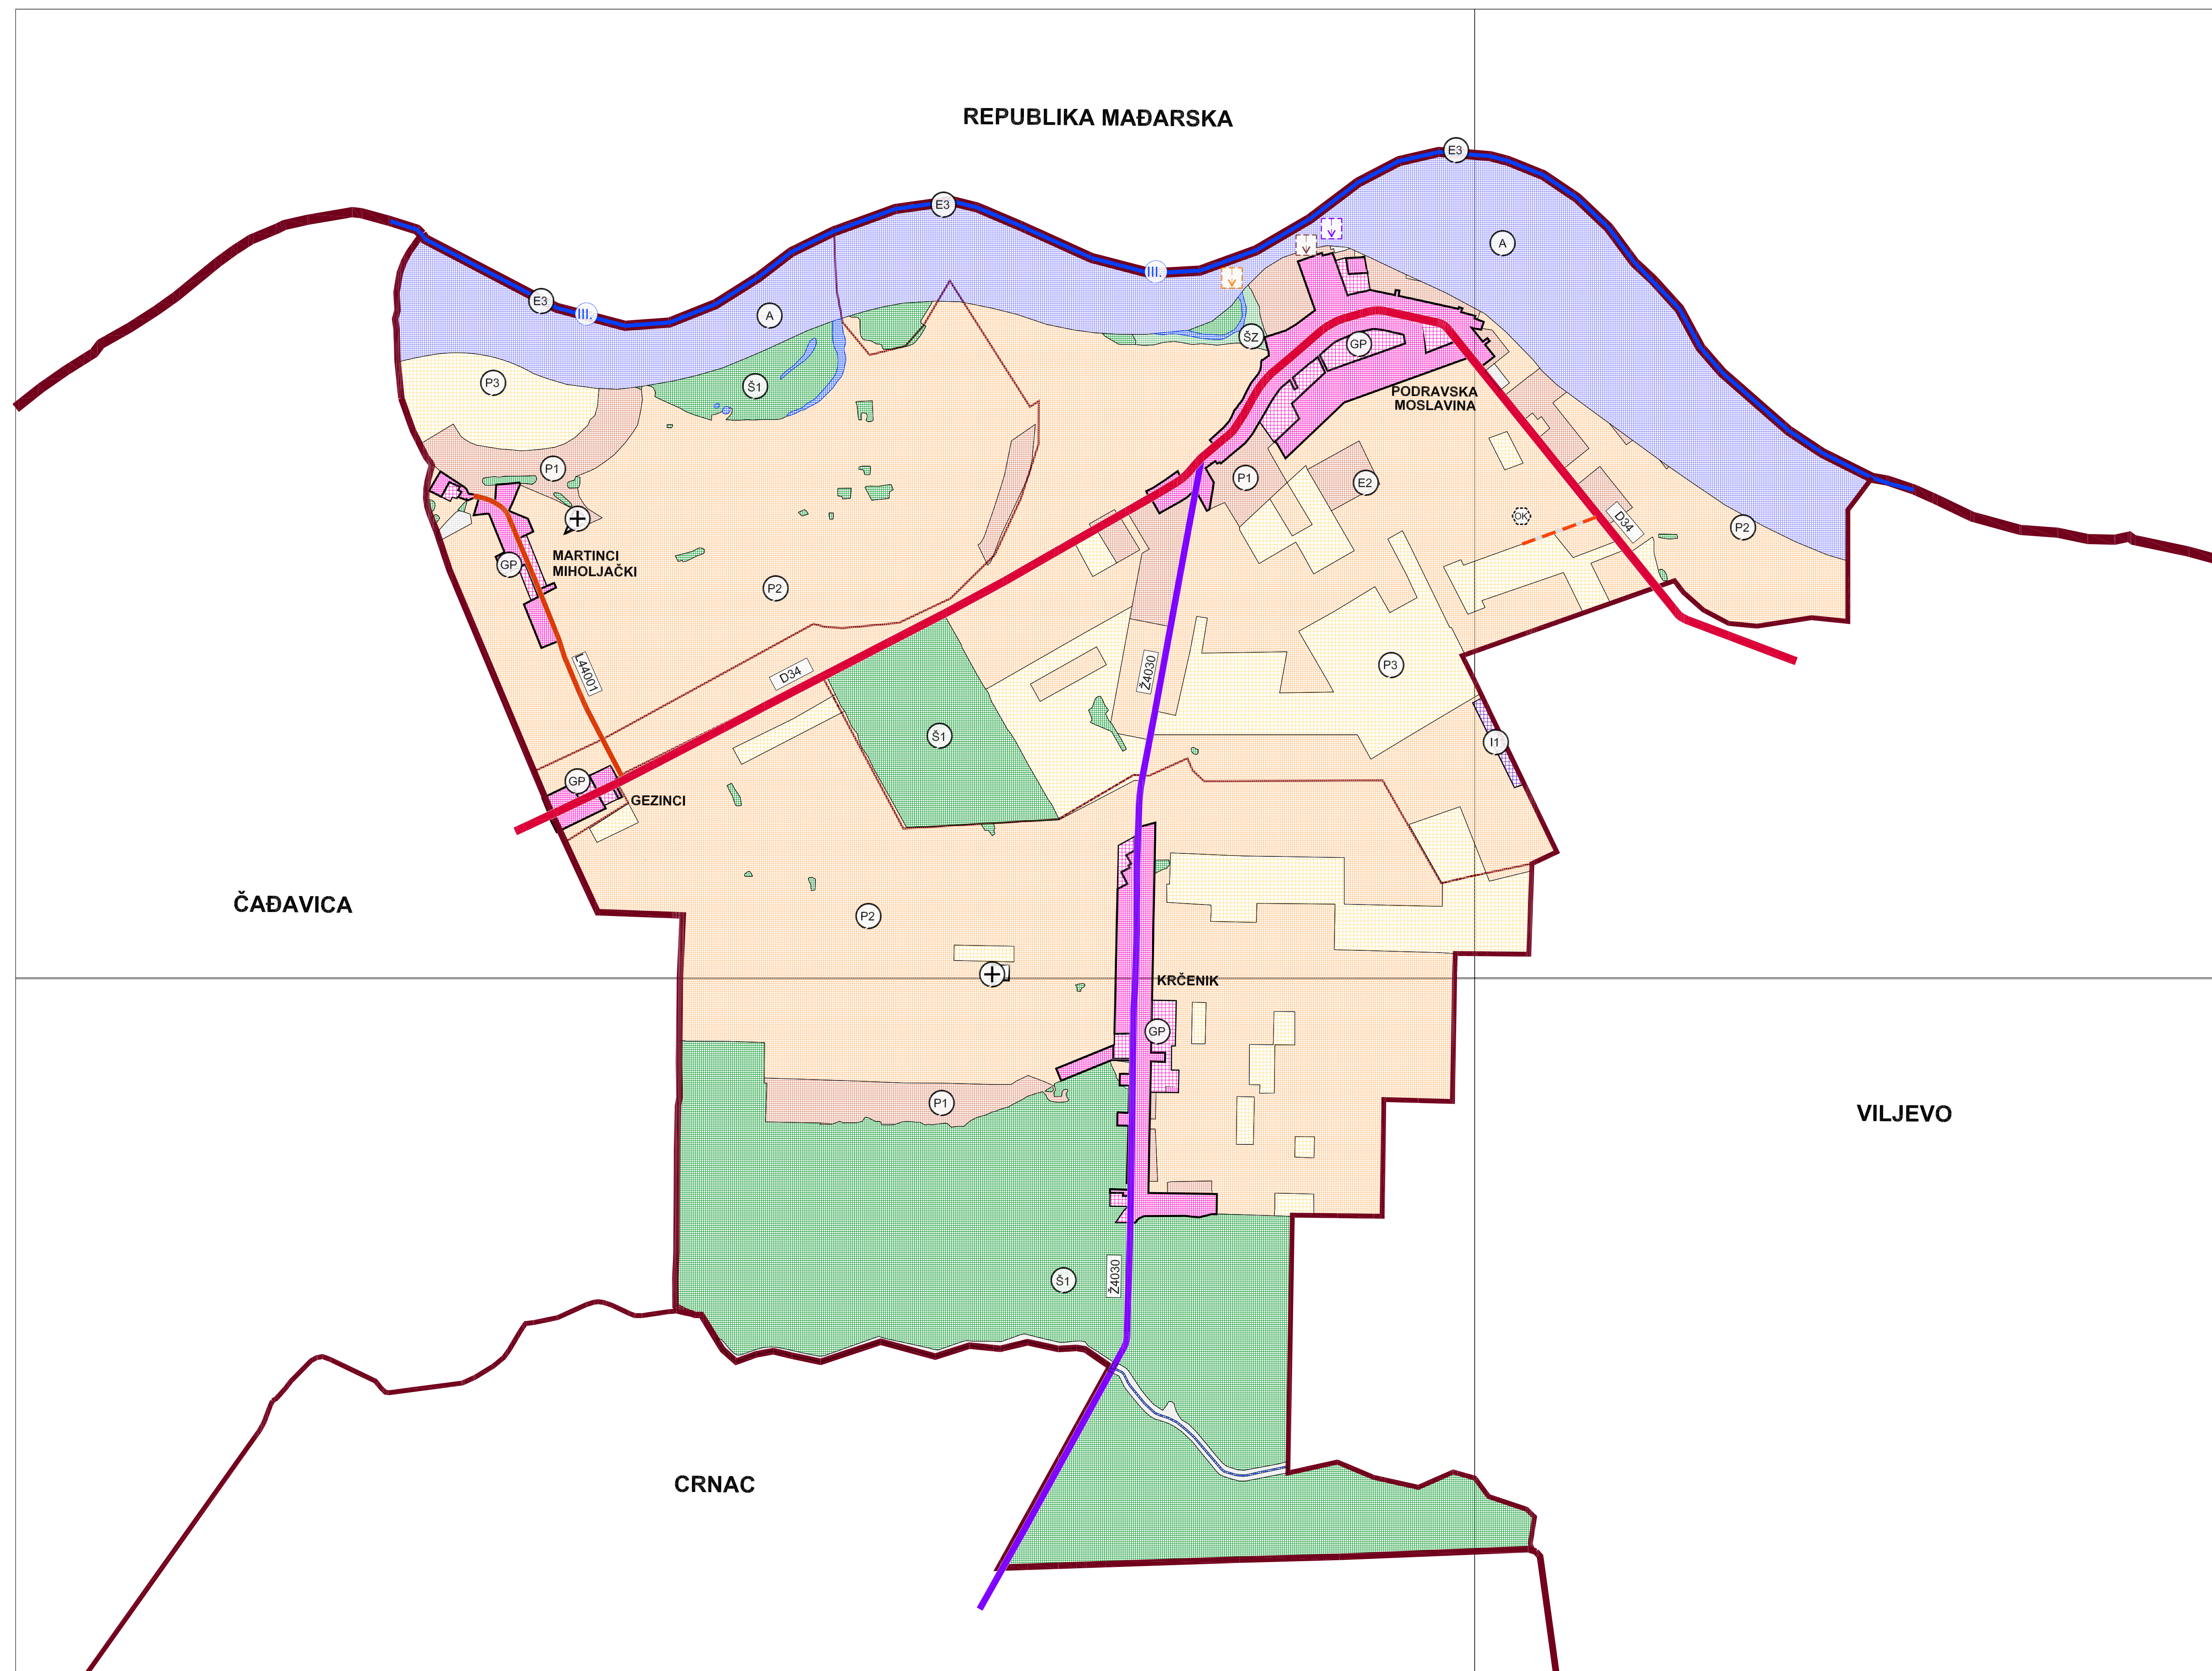 REPUBLIKA MAĐARSKA
E3
E3
A
III.
E3
III.
A
ŠZ
GP
P3
Š1
PODRAVSKA
MOSLAVINA
P1
P1
E2
OK
D34
P2
MARTINCI
MIHOLJAČKI
GP
P2
L44001
D34
Ž4030
P3
Š1
I1
GP
GEZINCI
ČAĐAVICA
P2
KRČENIK
GP
P1
VILJEVO
Š1
Ž4030
CRNAC